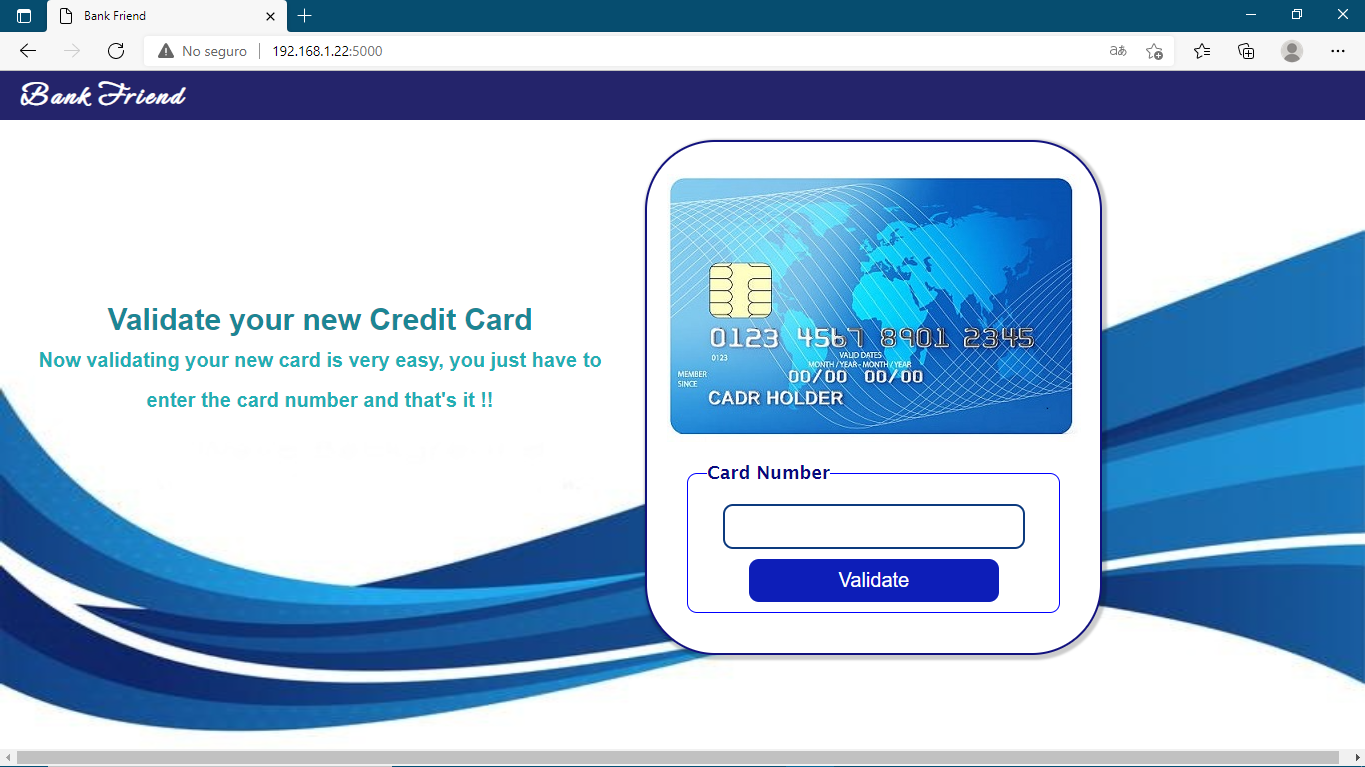 Bank Friend
No seguro
192.168.1.22:5000
aあ
Bank Friend
Validate your new Credit Card
Now validating your new card is very easy, you just have to
enter the card number and that's it !!
0123 4567 8901 2345
0123
VALID DATES
MONTH / YEAR - MONTH / YEAR
MEMBER
SINCE
00/00 00/00
CADR HOLDER
Card Number
Validate